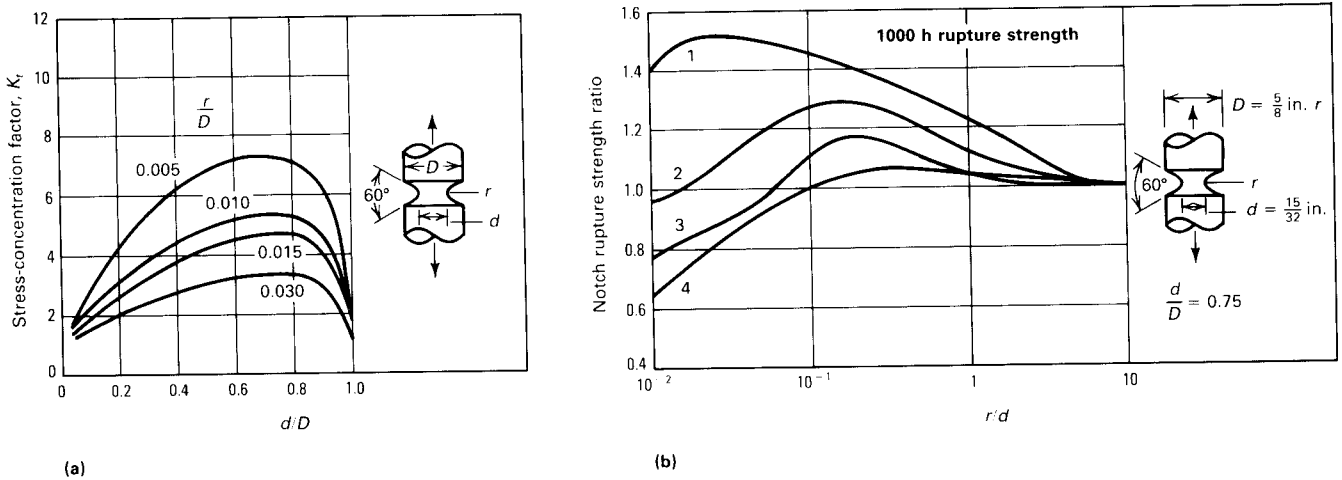 12
10
8
6
4
2
0
Stress-concentration factor, Kt
r/D
0.005
0.010
0.015
0.030
0 0.2 0.4 0.6 0.8 1.0
d/D
D
60°
r
d
(a)
1.6
1.4
1.2
1.0
0.8
0.6
0.4
Notch rupture strength ratio
1000 h rupture strength
1
2
3
4
10⁻² 10⁻¹ 1 10
r/d
D = 5/8 in. r
60°
r
d = 15/32 in.
d/D = 0.75
(b)